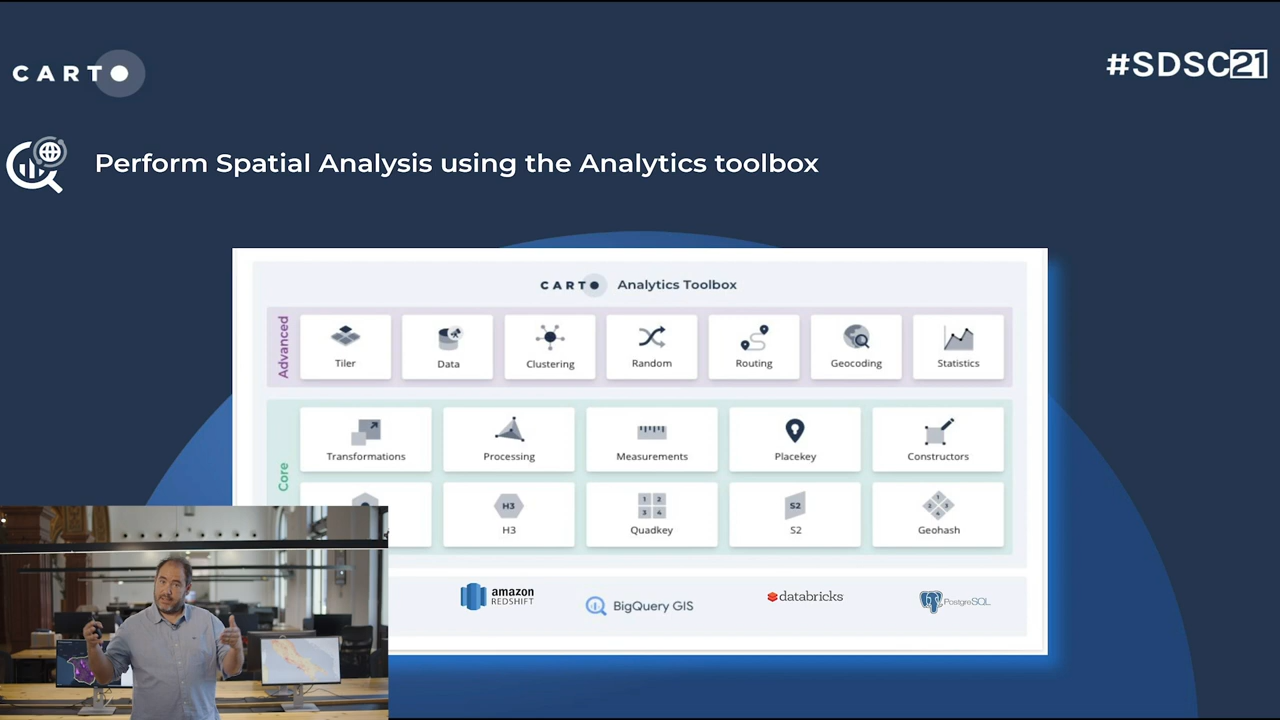 CARTO
#SDSC21
Perform Spatial Analysis using the Analytics toolbox
CARTO Analytics Toolbox
Advanced
Tiler
Data
Clustering
Random
Routing
Geocoding
Statistics
Core
Transformations
Processing
Measurements
Placekey
Constructors
H3
H3
1 2
3 4
Quadkey
S2
S2
Geohash
amazon
REDSHIFT
BigQuery GIS
databricks
PostgreSQL